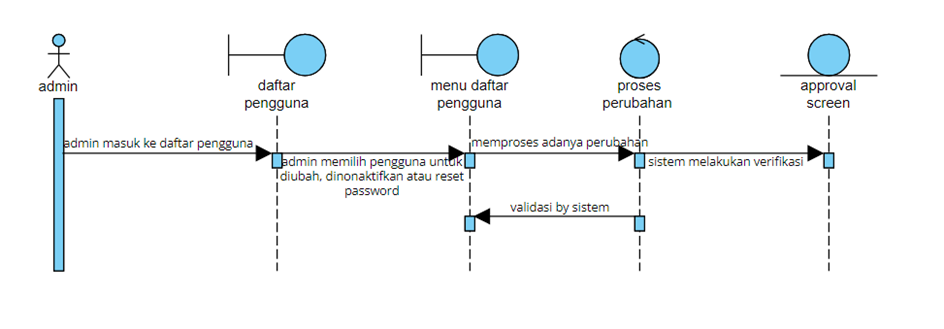 admin
daftar
pengguna
menu daftar
pengguna
proses
perubahan
approval
screen
admin masuk ke daftar pengguna
memproses adanya perubahan
admin memilih pengguna untuk
diubah, dinonaktifkan atau reset
password
sistem melakukan verifikasi
validasi by sistem